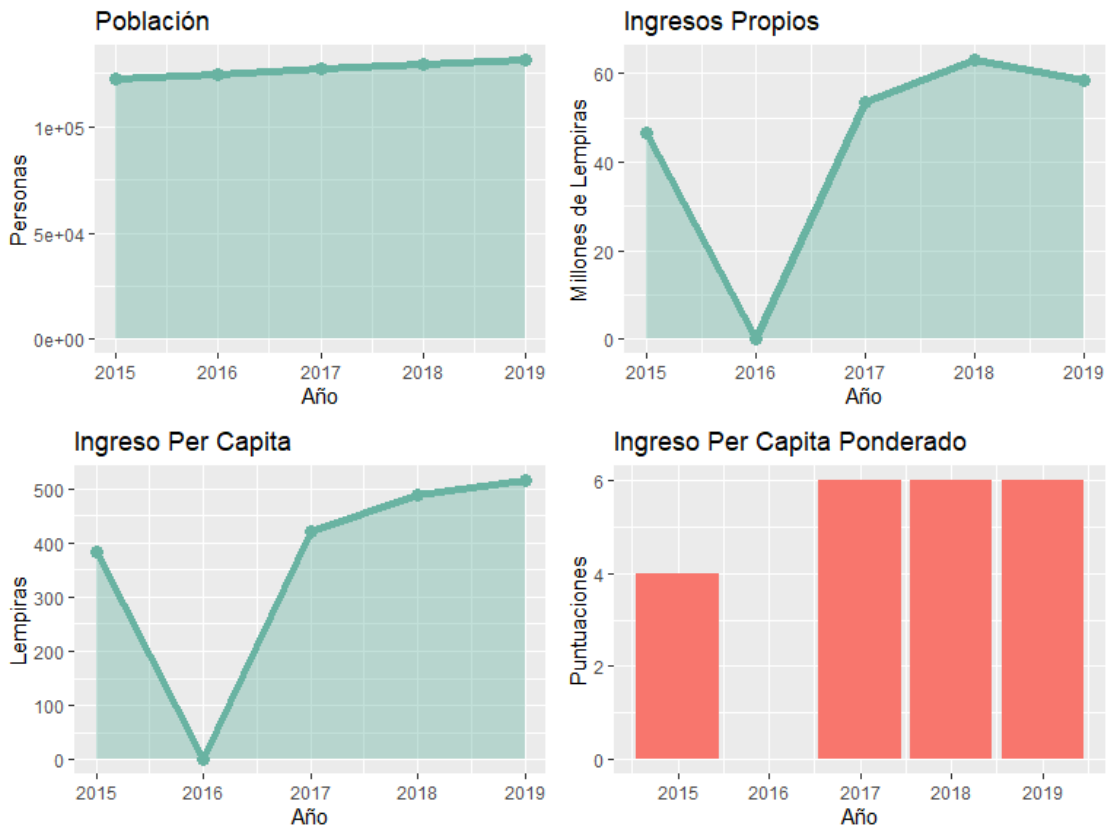 Población
Personas
1e+05
5e+04
0e+00
2015 2016 2017 2018 2019
Año
Ingresos Propios
Millones de Lempiras
60
40
20
0
2015 2016 2017 2018 2019
Año
Ingreso Per Capita
Lempiras
500
400
300
200
100
0
2015 2016 2017 2018 2019
Año
Ingreso Per Capita Ponderado
Puntuaciones
6
4
2
0
2015 2016 2017 2018 2019
Año